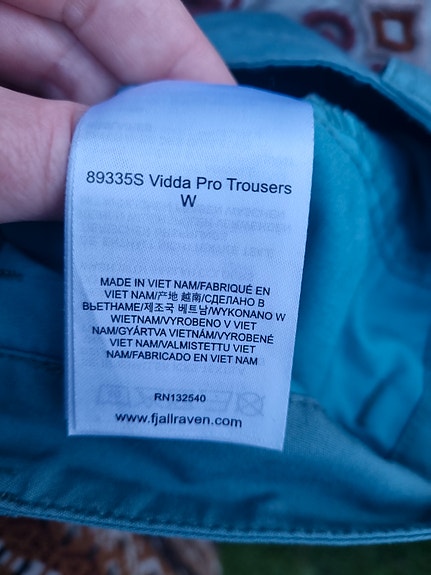 89335S Vidda Pro Trousers
W
MADE IN VIET NAM/FABRIQUÉ EN
VIET NAM/产地 越南/СДЕЛАНО В
ВЬЕТНАМЕ/제조국 베트남/WYKONANO W
WIETNAM/VYROBENO V VIET
NAM/GYÁRTVA VIETNÁM/VYROBENÉ
VIET NAM/VALMISTETTU VIET
NAM/FABRICADO EN VIET NAM
RN132540
www.fjallraven.com